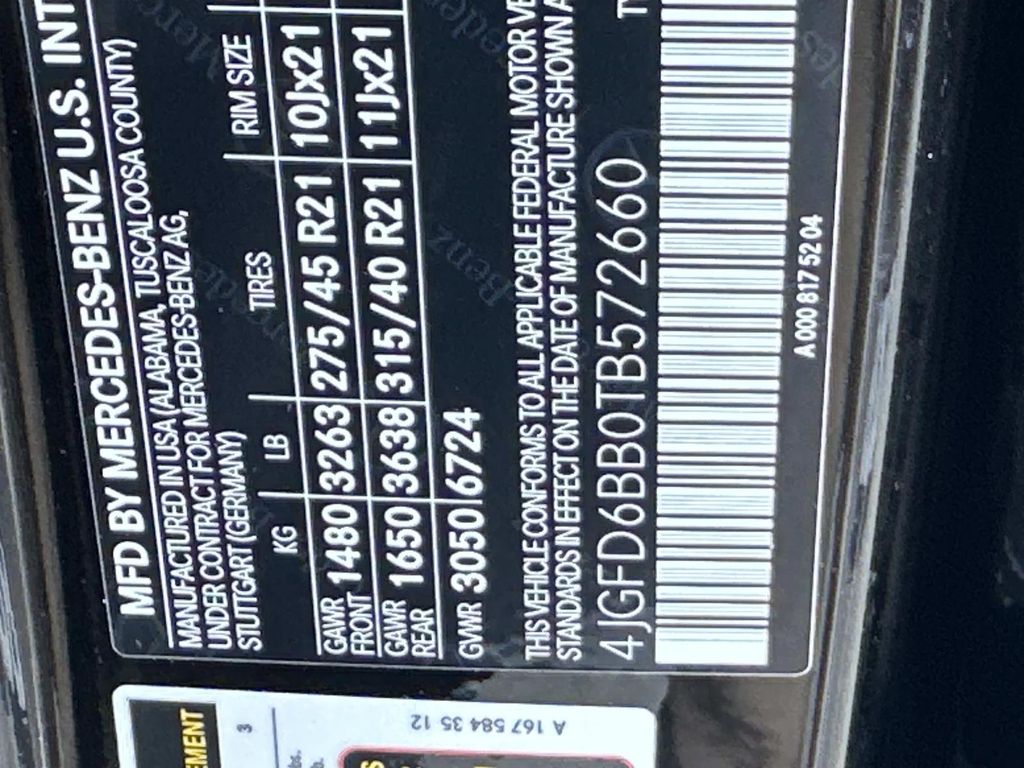 MFD BY MERCEDES-BENZ U.S. INT
MANUFACTURED IN USA (ALABAMA, TUSCALOOSA COUNTY)
UNDER CONTRACT FOR MERCEDES-BENZ AG,
STUTTGART (GERMANY)
KG LB TIRES RIM SIZE
GAWR FRONT 1480 3263 275/45 R21 10Jx21
GAWR REAR 1650 3638 315/40 R21 11Jx21
GVWR 3050 6724
THIS VEHICLE CONFORMS TO ALL APPLICABLE FEDERAL MOTOR VE
STANDARDS IN EFFECT ON THE DATE OF MANUFACTURE SHOWN A
4JGFD6BB0TB572660 TY
A 000 817 52 04
EMENT
3
A 167 584 35 12